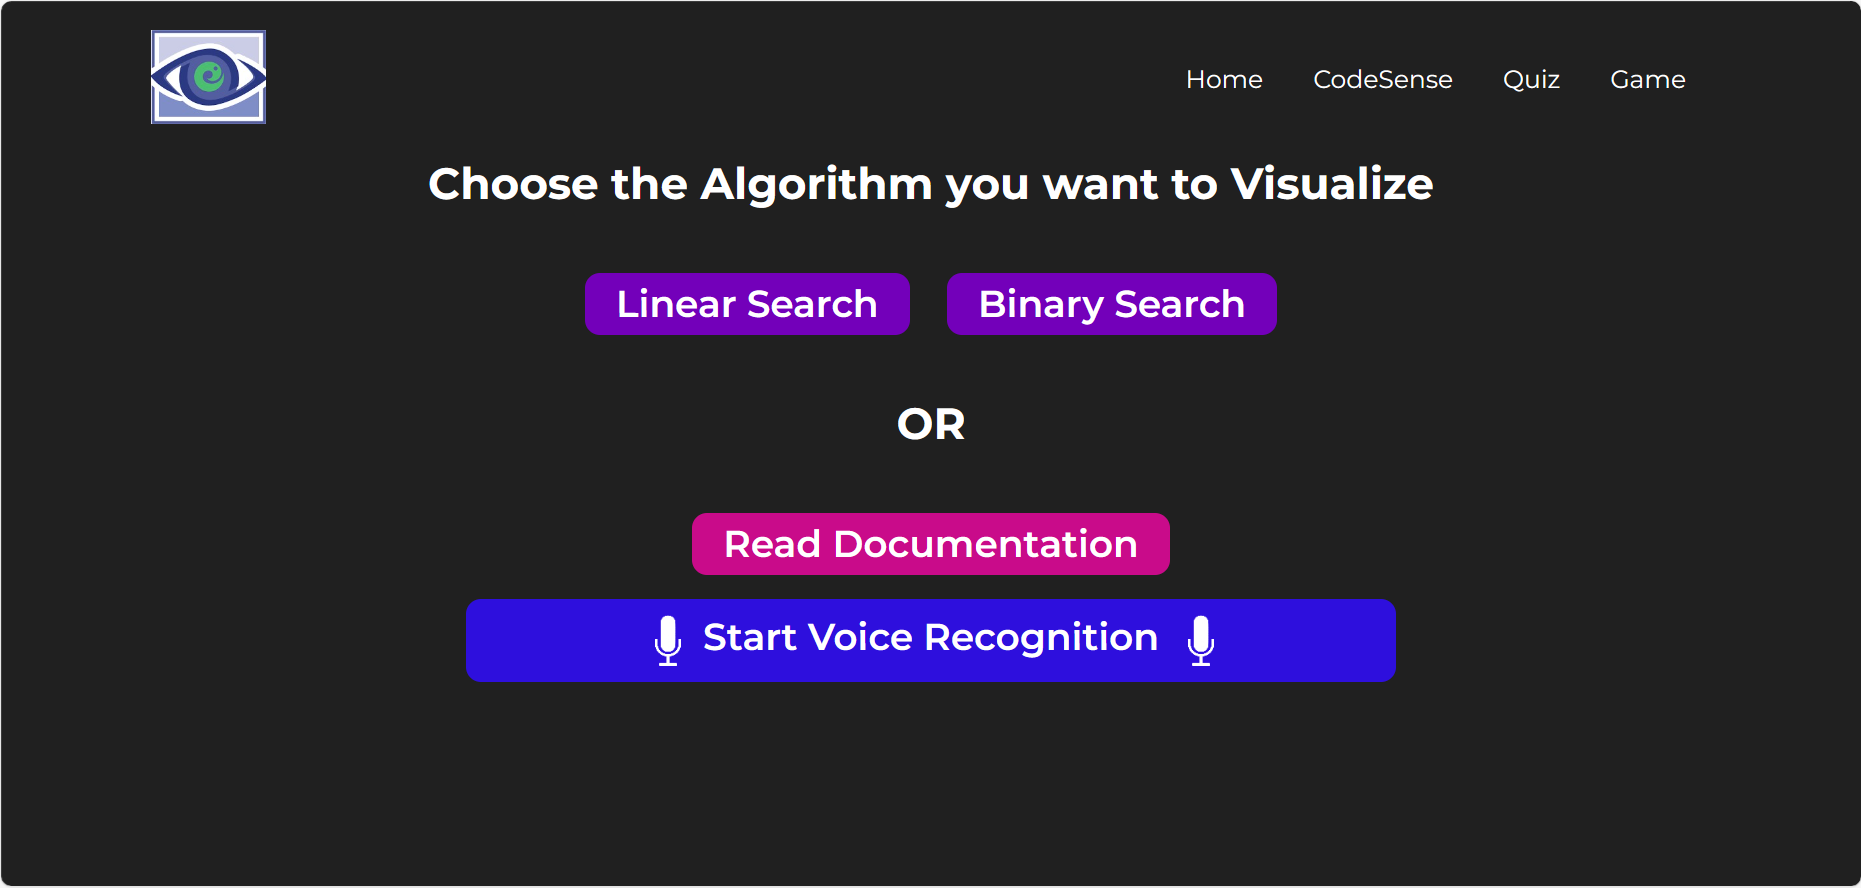 Home CodeSense Quiz Game
Choose the Algorithm you want to Visualize
Linear Search Binary Search
OR
Read Documentation
Start Voice Recognition